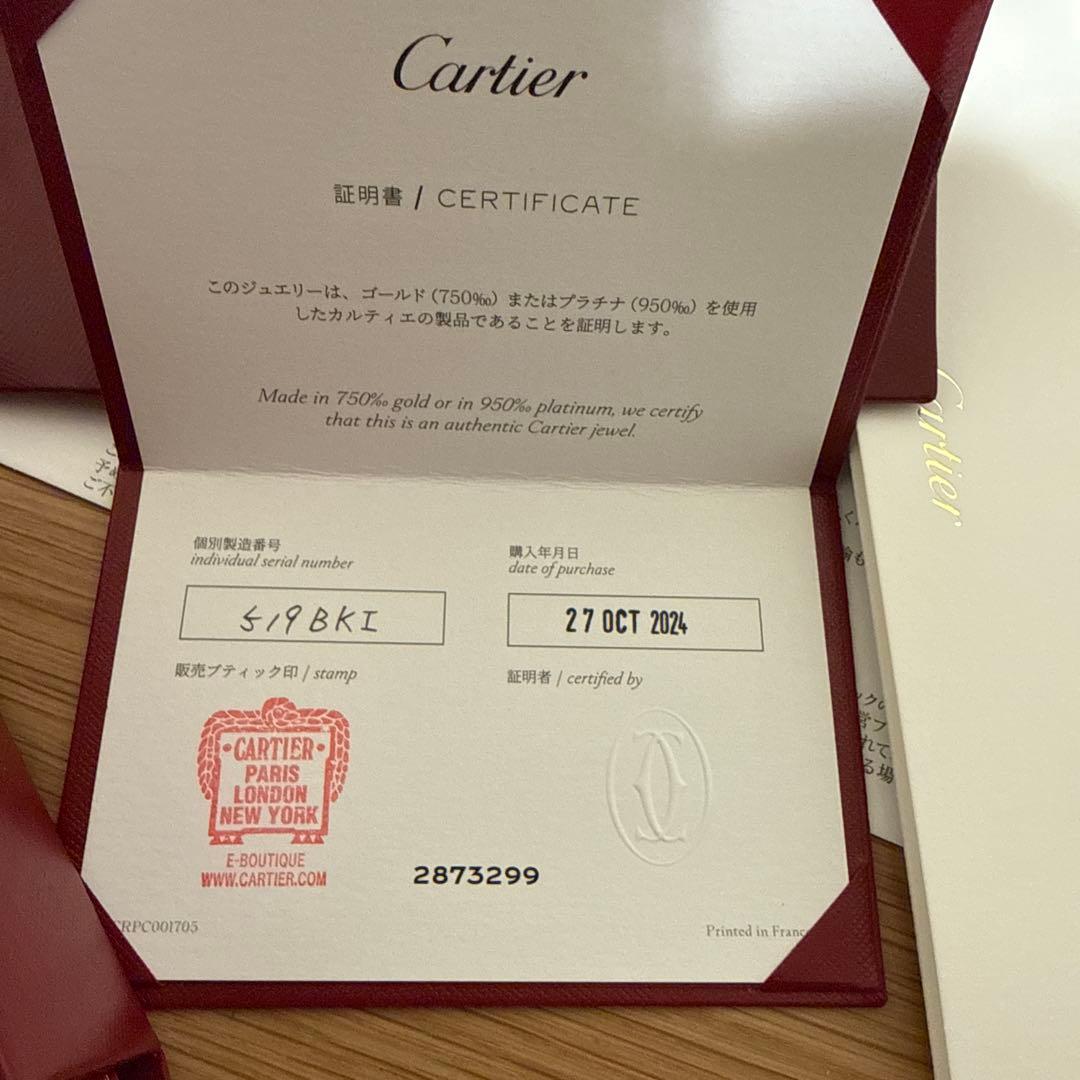 Cartier
証明書 / CERTIFICATE
このジュエリーは、ゴールド（750‰）またはプラチナ（950‰）を使用
したカルティエの製品であることを証明します。
Made in 750‰ gold or in 950‰ platinum, we certify
that this is an authentic Cartier jewel.
Cartier
個別製造番号
individual serial number
519BKI
購入年月日
date of purchase
27 OCT 2024
販売ブティック印 / stamp
証明者 / certified by
·CARTIER·
PARIS
LONDON
NEW YORK
E-BOUTIQUE
WWW.CARTIER.COM
2873299
CRPC001705
Printed in France